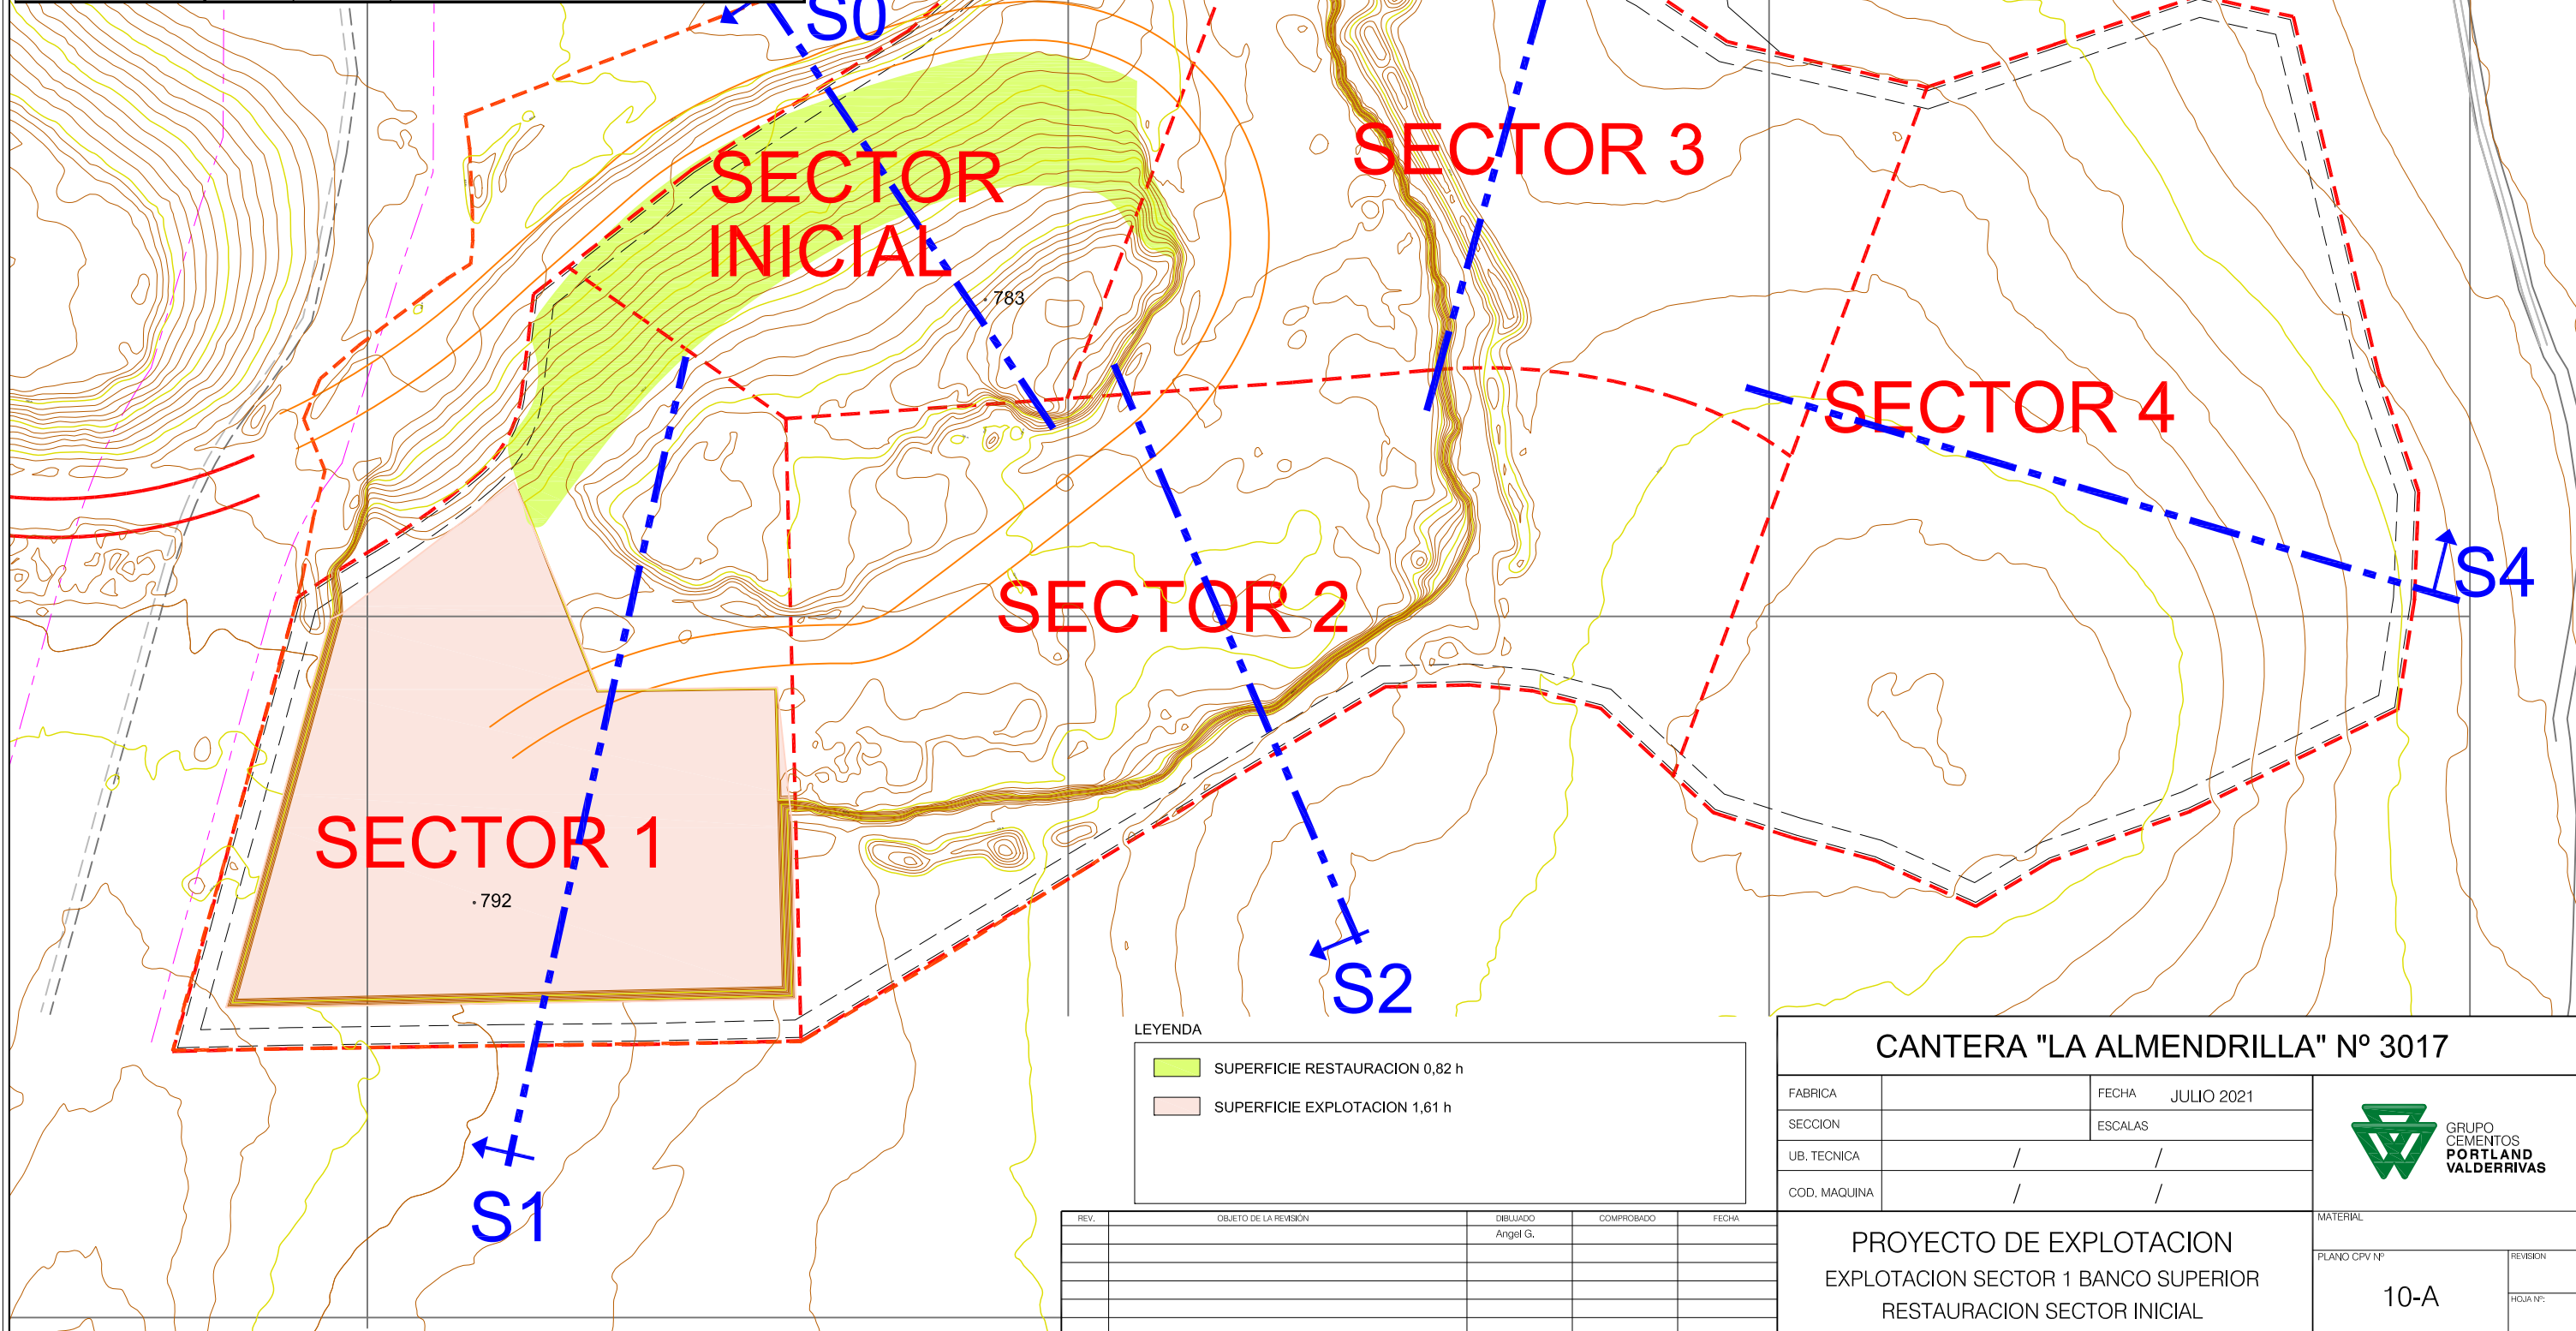 S0
SECTOR
INICIAL
783
SECTOR 3
SECTOR 4
S4
SECTOR 2
SECTOR 1
792
S2
S1
LEYENDA
SUPERFICIE RESTAURACION 0,82 h
SUPERFICIE EXPLOTACION 1,61 h
CANTERA "LA ALMENDRILLA" Nº 3017
FABRICA
FECHA JULIO 2021
SECCION
ESCALAS
UB. TECNICA / /
COD. MAQUINA / /
GRUPO
CEMENTOS
PORTLAND
VALDERRIVAS
REV. OBJETO DE LA REVISIÓN DIBUJADO COMPROBADO FECHA
Angel G.
PROYECTO DE EXPLOTACION
EXPLOTACION SECTOR 1 BANCO SUPERIOR
RESTAURACION SECTOR INICIAL
MATERIAL
PLANO CPV Nº
10-A
REVISION
HOJA Nº: